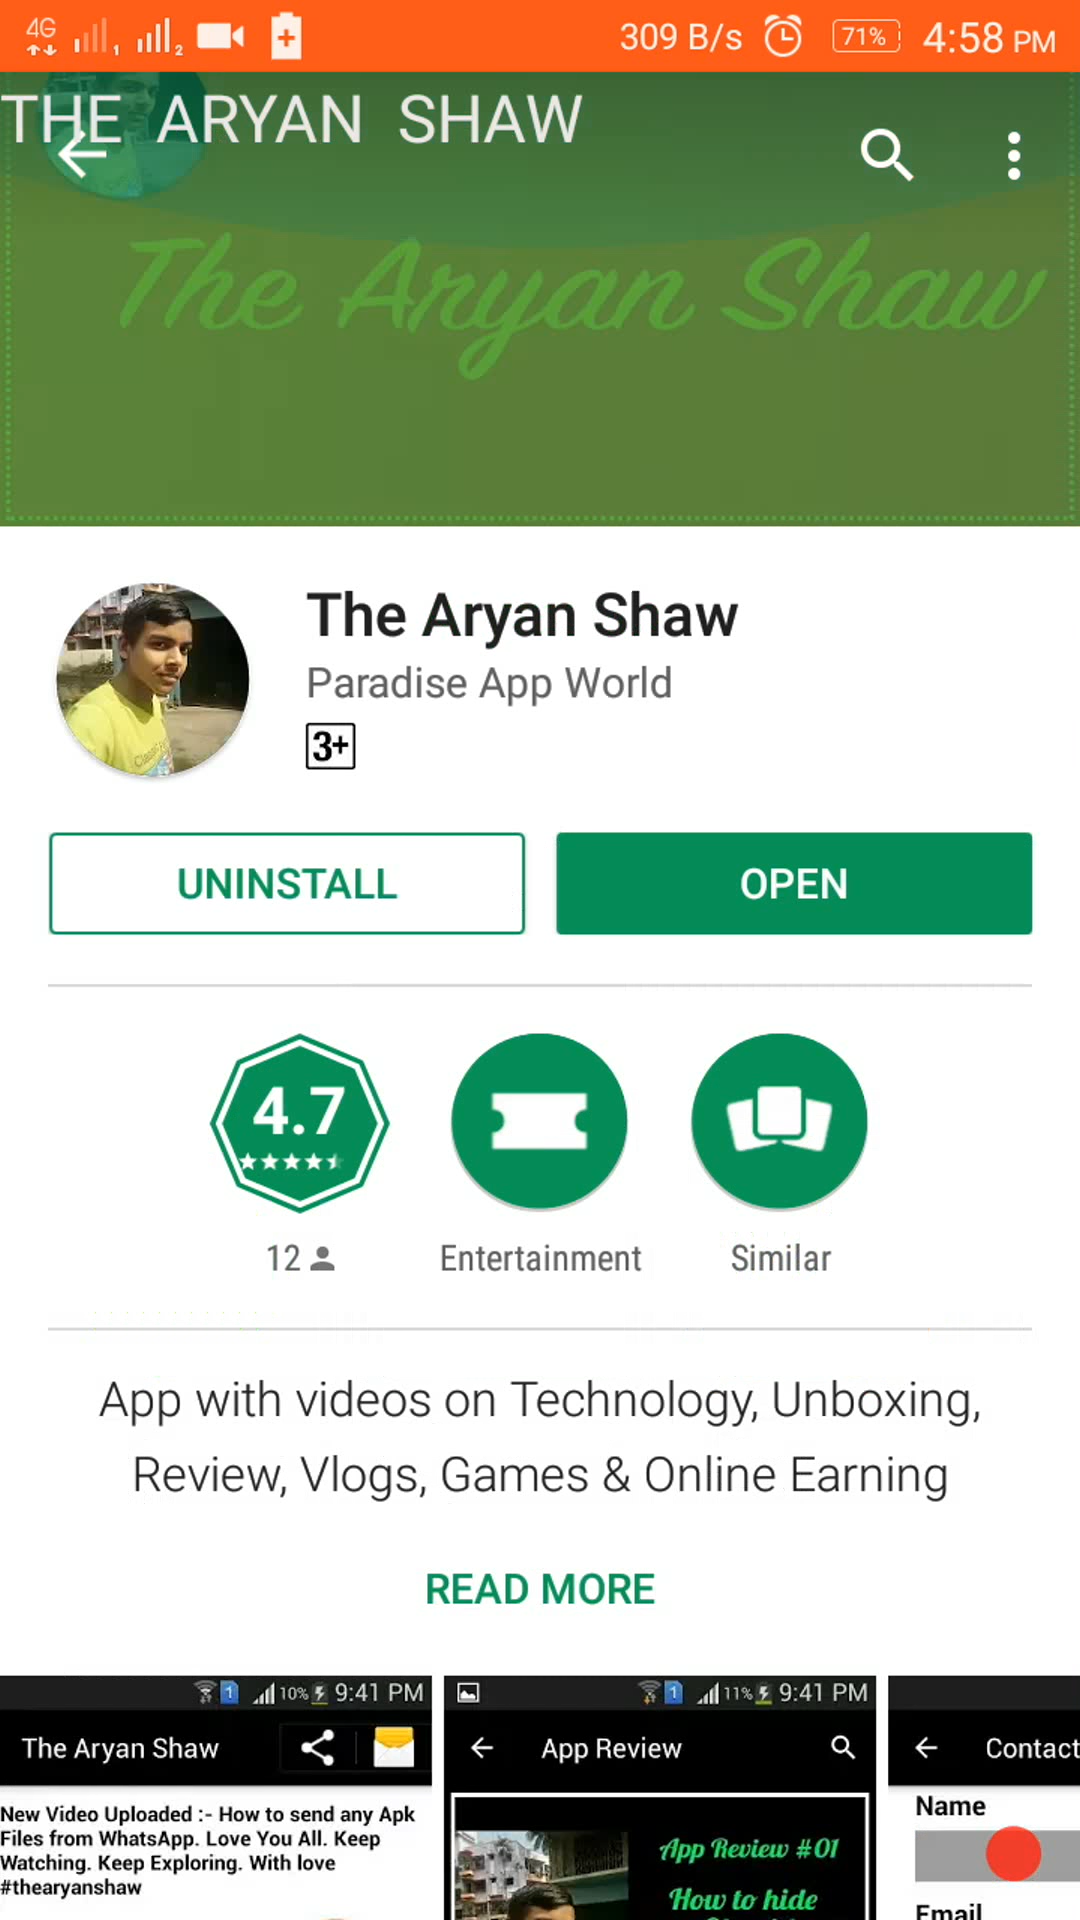 4G 1 2 309 B/s 71% 4:58 PM
THE ARYAN SHAW
The Aryan Shaw
The Aryan Shaw
Paradise App World
3+
UNINSTALL OPEN
4.7
12 Entertainment Similar
App with videos on Technology, Unboxing,
Review, Vlogs, Games & Online Earning
READ MORE
1 10% 9:41 PM
The Aryan Shaw
New Video Uploaded :- How to send any Apk
Files from WhatsApp. Love You All. Keep
Watching. Keep Exploring. With love
#thearyanshaw
1 11% 9:41 PM
App Review
App Review #01
How to hide
Contact
Name
Email